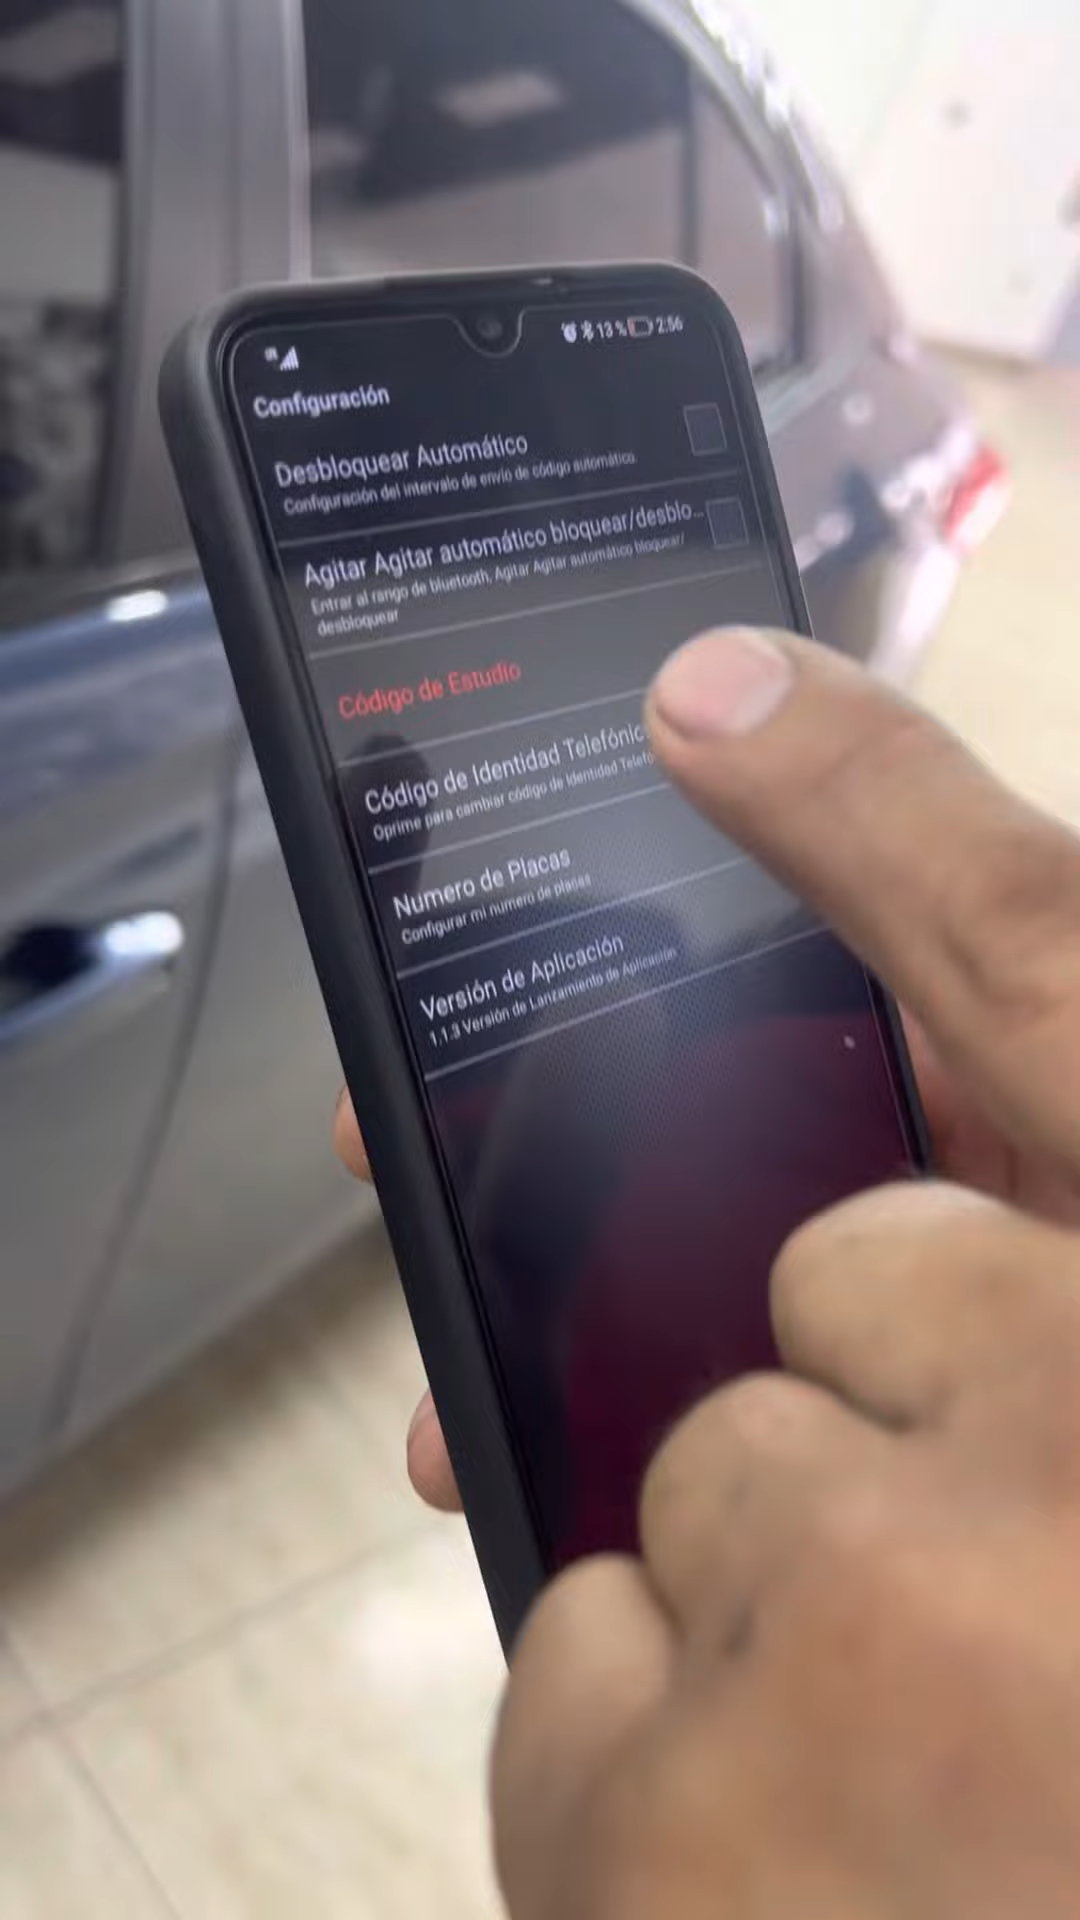 13 % 2:56
Configuración
Desbloquear Automático
Configuración del intervalo de envío de código automático
Agitar Agitar automático bloquear/desblo...
Entrar al rango de bluetooth, Agitar Agitar automático bloquear/
desbloquear
Código de Estudio
Código de Identidad Telefónic
Oprime para cambiar código de Identidad Telefó
Numero de Placas
Configurar mi numero de placas
Versión de Aplicación
1.1.3 Versión de Lanzamiento de Aplicación